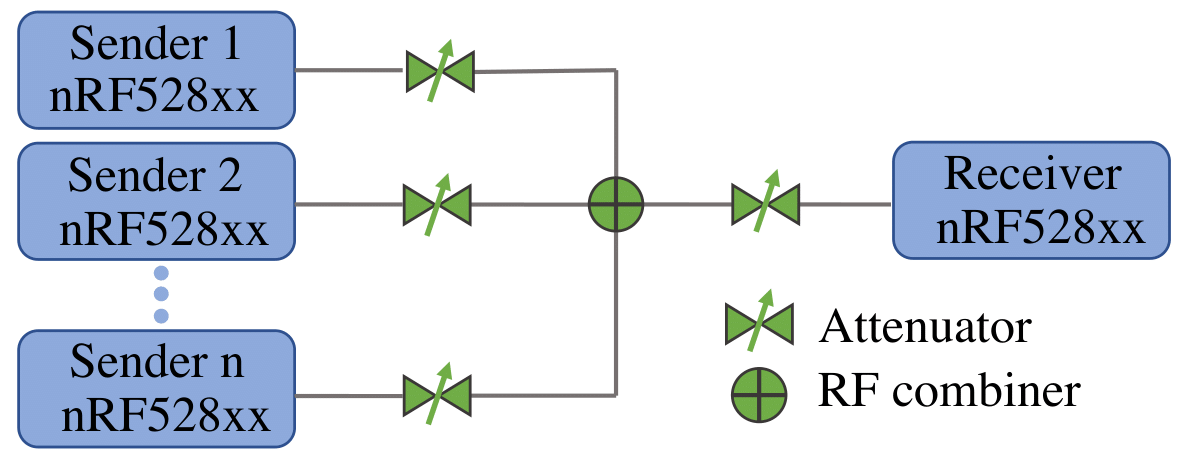 Sender 1
nRF528xx
Sender 2
nRF528xx
Sender n
nRF528xx
Receiver
nRF528xx
Attenuator
RF combiner